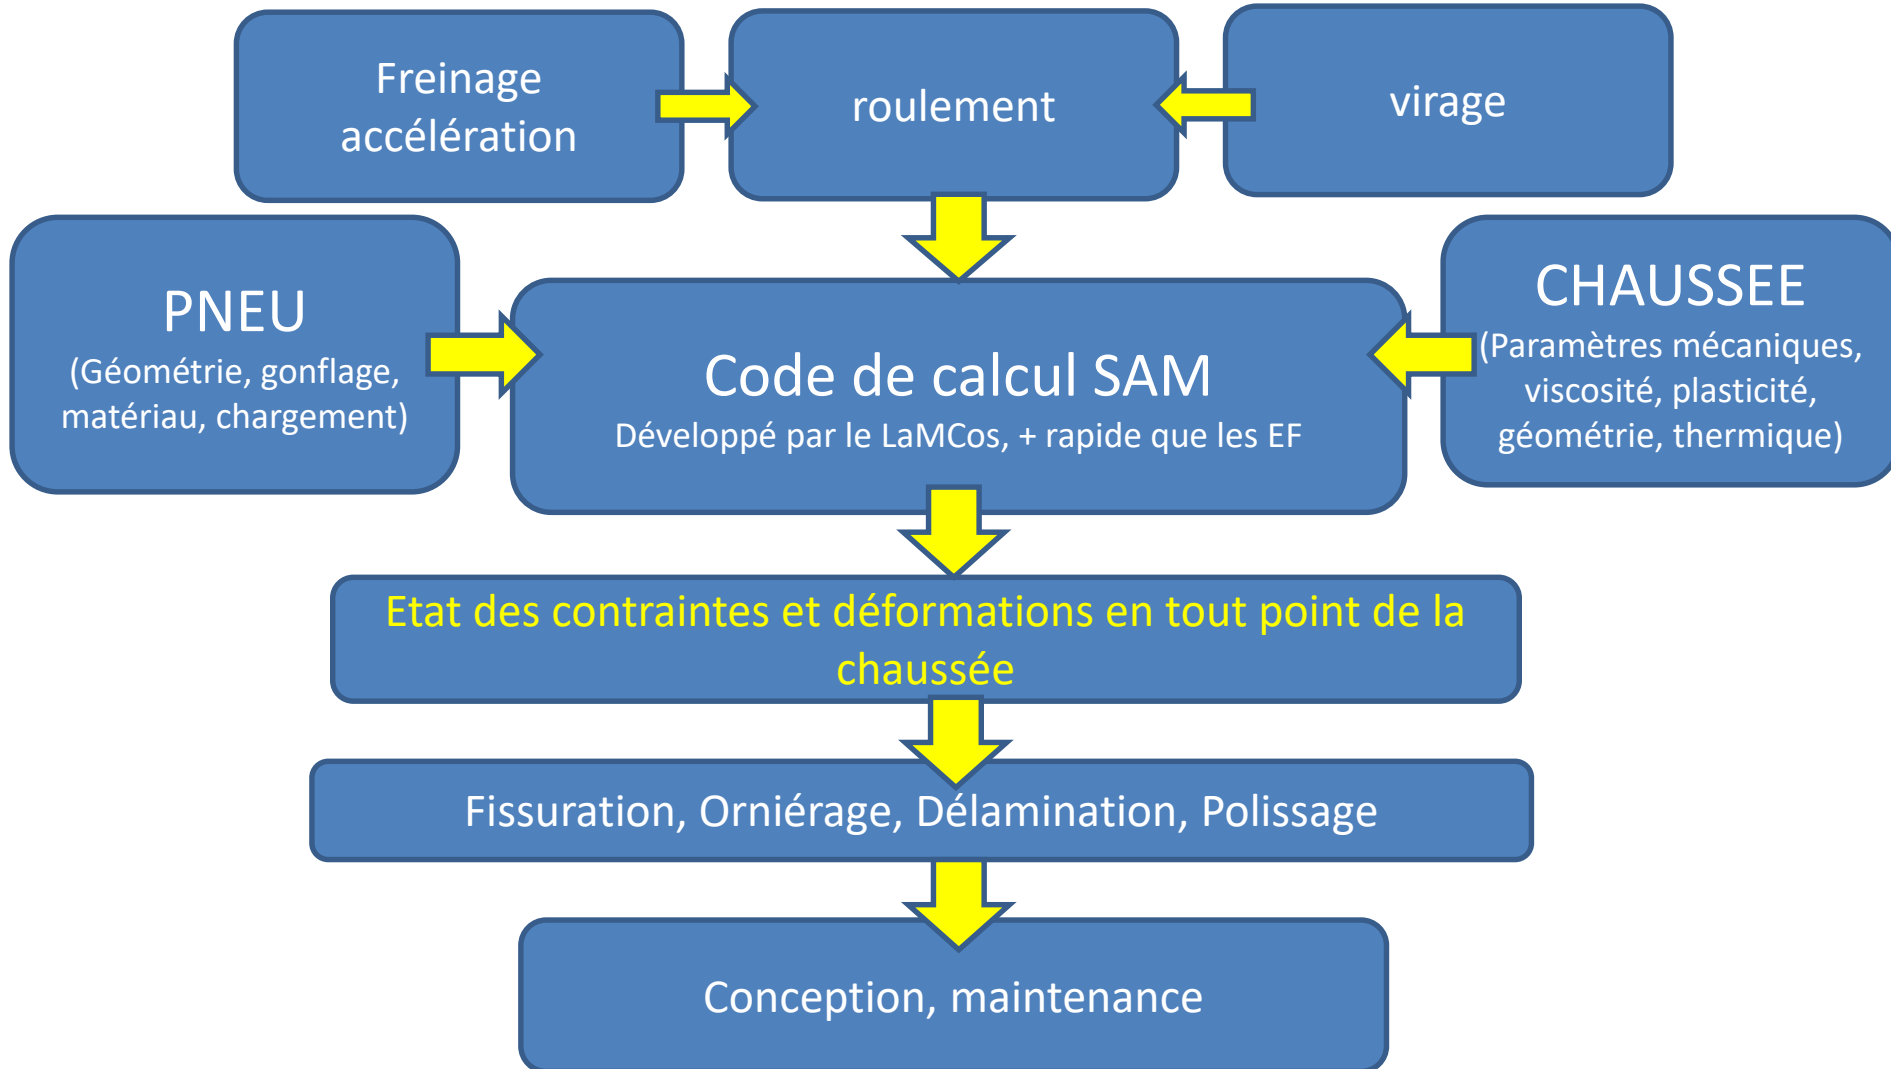 Freinage
accélération
roulement
virage
PNEU
(Géométrie, gonflage,
matériau, chargement)
Code de calcul SAM
Développé par le LaMCos, + rapide que les EF
CHAUSSEE
(Paramètres mécaniques,
viscosité, plasticité,
géométrie, thermique)
Etat des contraintes et déformations en tout point de la
chaussée
Fissuration, Orniérage, Délamination, Polissage
Conception, maintenance